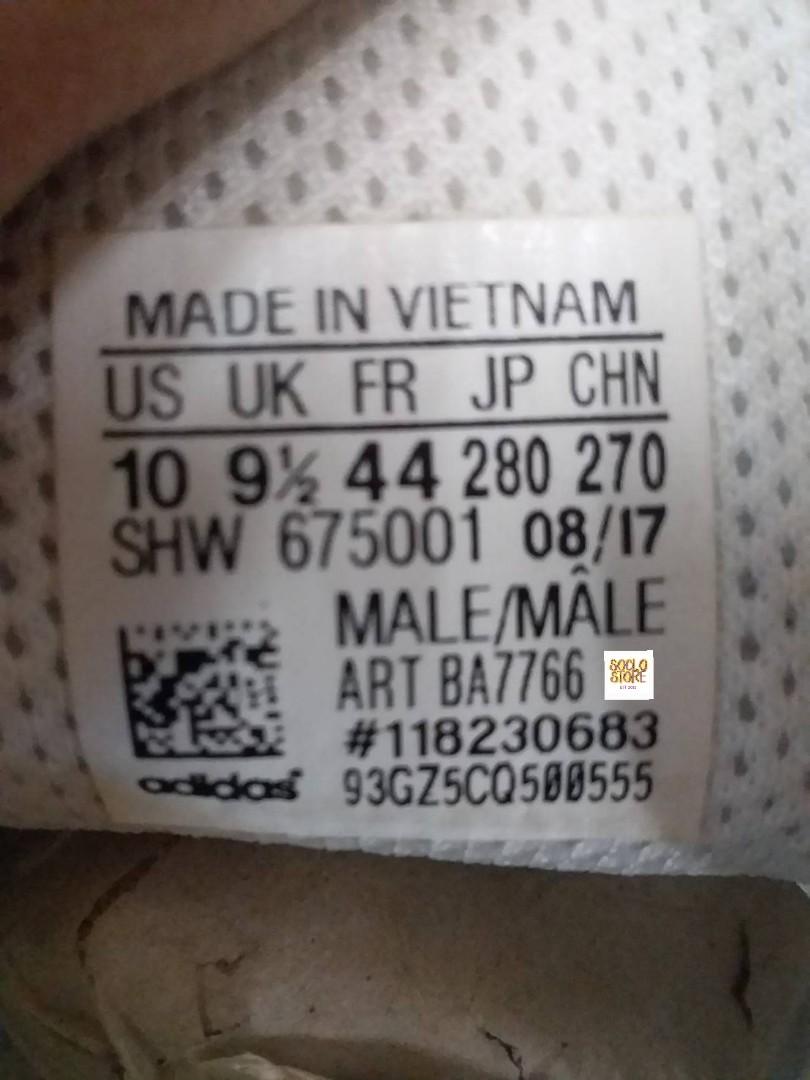 MADE IN VIETNAM
US UK FR JP CHN
10 9½ 44 280 270
SHW 675001 08/17
MALE/MÂLE
ART BA7766
SOCLO
STORE
#118230683
adidas 93GZ5CQ500555